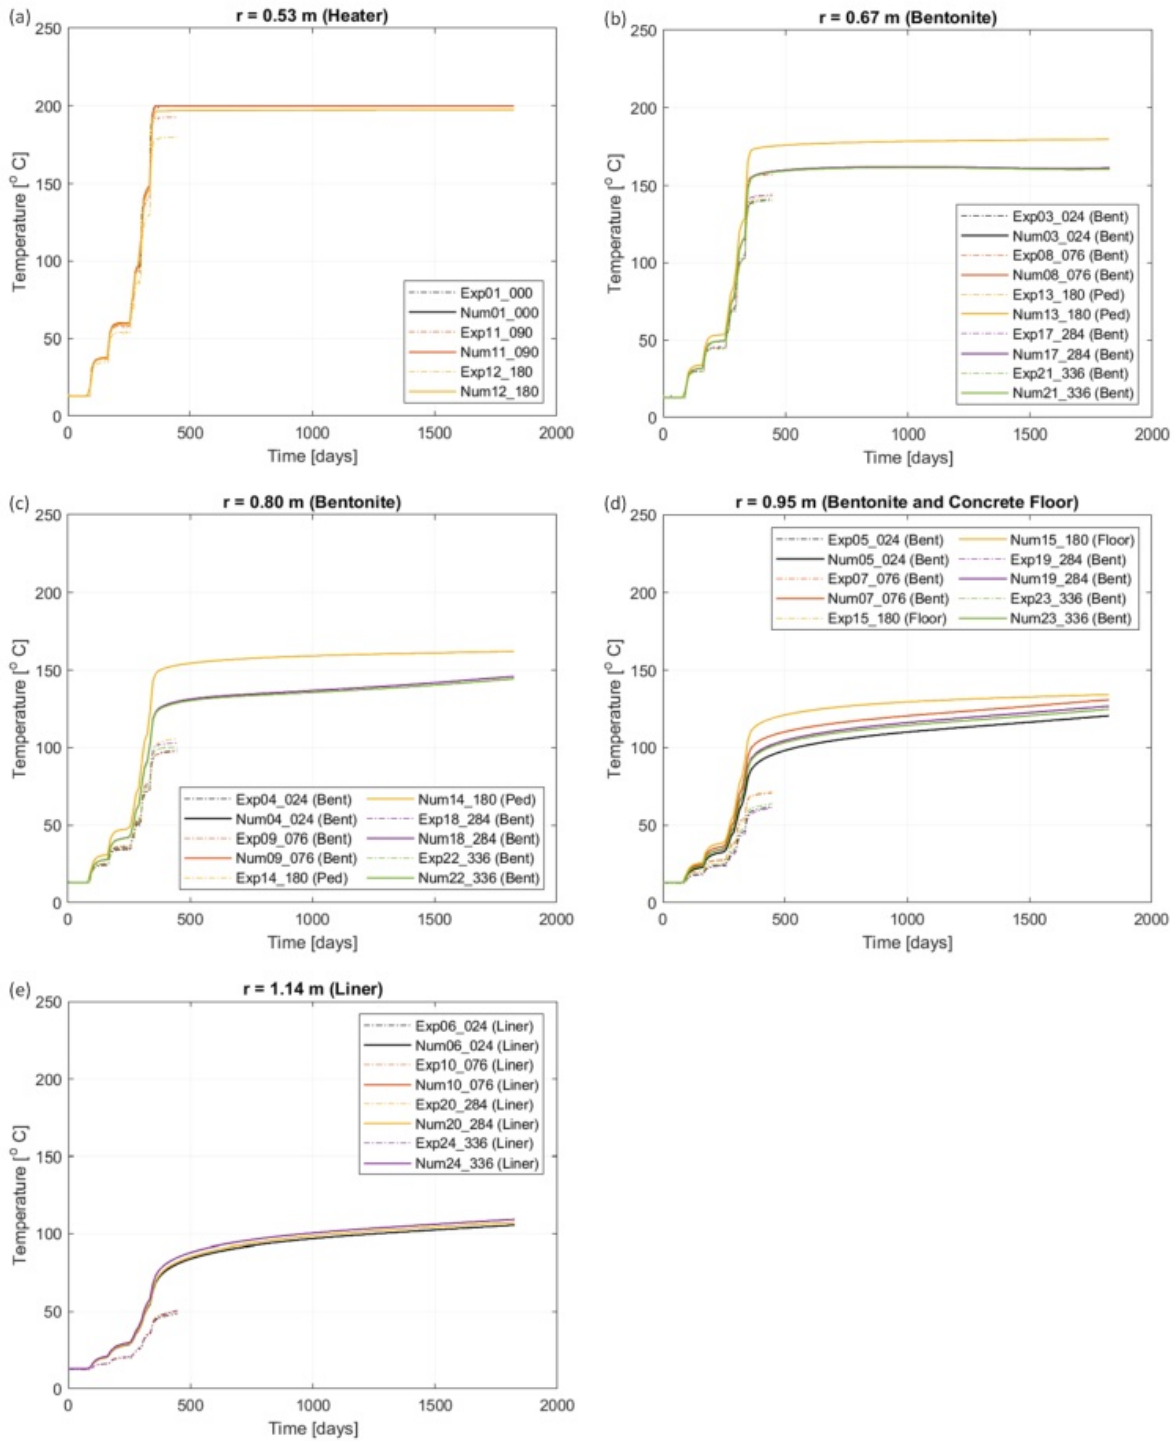 (a)
r = 0.53 m (Heater)
250
200
150
100
50
0
Temperature [° C]
0 500 1000 1500 2000
Time [days]
Exp01_000
Num01_000
Exp11_090
Num11_090
Exp12_180
Num12_180
(b)
r = 0.67 m (Bentonite)
250
200
150
100
50
0
Temperature [° C]
0 500 1000 1500 2000
Time [days]
Exp03_024 (Bent)
Num03_024 (Bent)
Exp08_076 (Bent)
Num08_076 (Bent)
Exp13_180 (Ped)
Num13_180 (Ped)
Exp17_284 (Bent)
Num17_284 (Bent)
Exp21_336 (Bent)
Num21_336 (Bent)
(c)
r = 0.80 m (Bentonite)
250
200
150
100
50
0
Temperature [° C]
0 500 1000 1500 2000
Time [days]
Exp04_024 (Bent) Num14_180 (Ped)
Num04_024 (Bent) Exp18_284 (Bent)
Exp09_076 (Bent) Num18_284 (Bent)
Num09_076 (Bent) Exp22_336 (Bent)
Exp14_180 (Ped) Num22_336 (Bent)
(d)
r = 0.95 m (Bentonite and Concrete Floor)
250
200
150
100
50
0
Temperature [° C]
0 500 1000 1500 2000
Time [days]
Exp05_024 (Bent) Num15_180 (Floor)
Num05_024 (Bent) Exp19_284 (Bent)
Exp07_076 (Bent) Num19_284 (Bent)
Num07_076 (Bent) Exp23_336 (Bent)
Exp15_180 (Floor) Num23_336 (Bent)
(e)
r = 1.14 m (Liner)
250
200
150
100
50
0
Temperature [° C]
0 500 1000 1500 2000
Time [days]
Exp06_024 (Liner)
Num06_024 (Liner)
Exp10_076 (Liner)
Num10_076 (Liner)
Exp20_284 (Liner)
Num20_284 (Liner)
Exp24_336 (Liner)
Num24_336 (Liner)